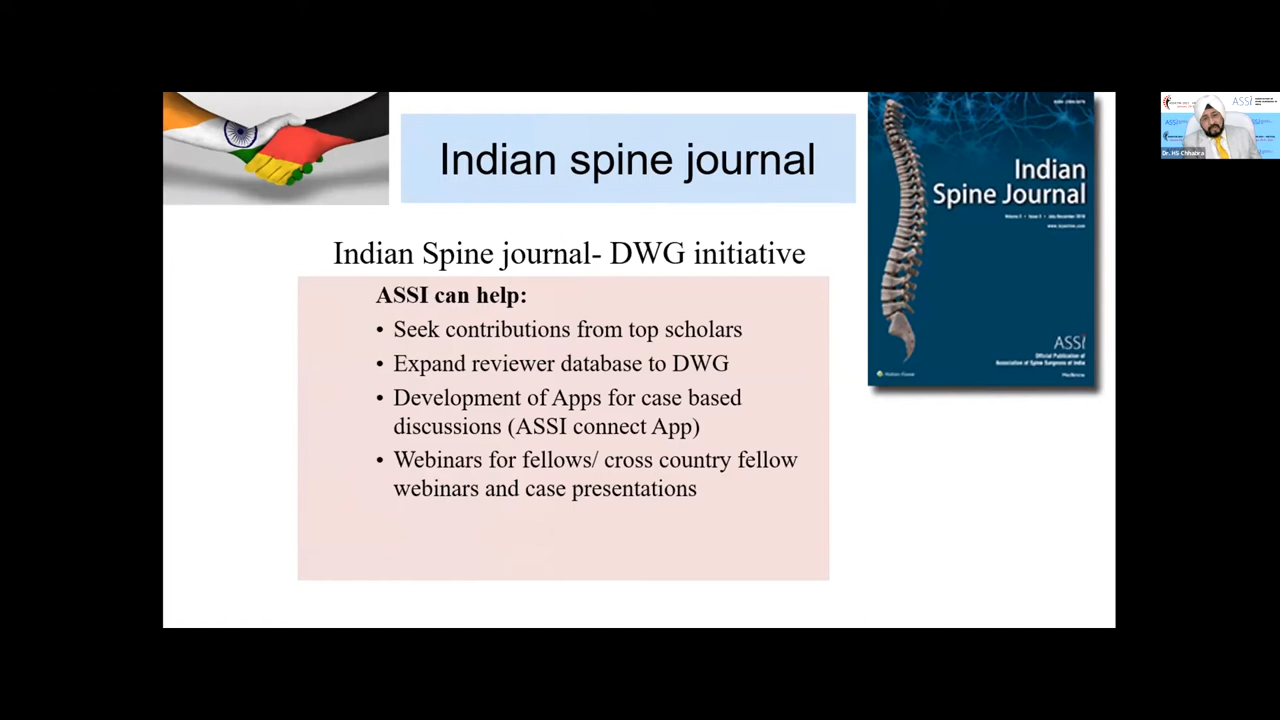 Indian spine journal
Indian Spine journal- DWG initiative
ASSI can help:
• Seek contributions from top scholars
• Expand reviewer database to DWG
• Development of Apps for case based
discussions (ASSI connect App)
• Webinars for fellows/ cross country fellow
webinars and case presentations
Indian
Spine Journal
ASSI
Official Publication of
Association of Spine Surgeons of India
ASSI
Dr. HS Chhabra